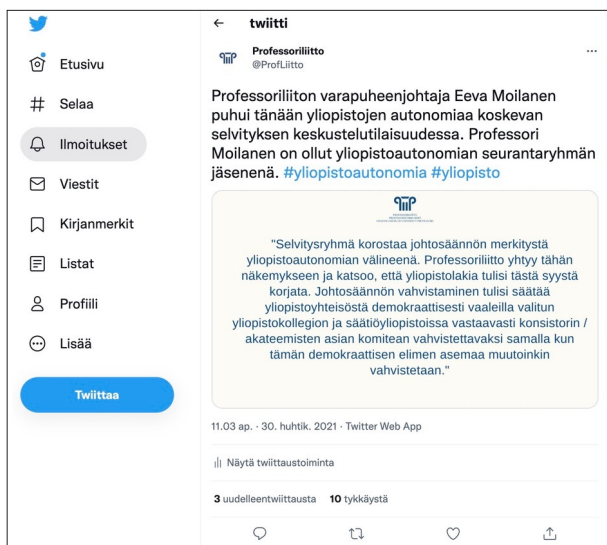 twiitti
Etusivu
Selaa
Ilmoitukset
Viestit
Kirjanmerkit
Listat
Profiili
Lisää
Twiittaa
Professoriliitto
@ProfLiitto
Professoriliiton varapuheenjohtaja Eeva Moilanen
puhui tänään yliopistojen autonomiaa koskevan
selvityksen keskustelutilaisuudessa. Professori
Moilanen on ollut yliopistoautonomian seurantaryhmän
jäsenenä. #yliopistoautonomia #yliopisto
"Selvitysryhmä korostaa johtosäännön merkitystä
yliopistoautonomian välineenä. Professoriliitto yhtyy tähän
näkemykseen ja katsoo, että yliopistolakia tulisi tästä syystä
korjata. Johtosäännön vahvistaminen tulisi säätää
yliopistoyhteisöstä demokraattisesti vaaleilla valitun
yliopistokollegion ja säätiöyliopistoissa vastaavasti konsistorin /
akateemisten asian komitean vahvistettavaksi samalla kun
tämän demokraattisen elimen asemaa muutoinkin
vahvistetaan."
11.03 ap. · 30. huhtik. 2021 · Twitter Web App
Näytä twiittaustoiminta
3 uudelleentwiittausta 10 tykkäystä